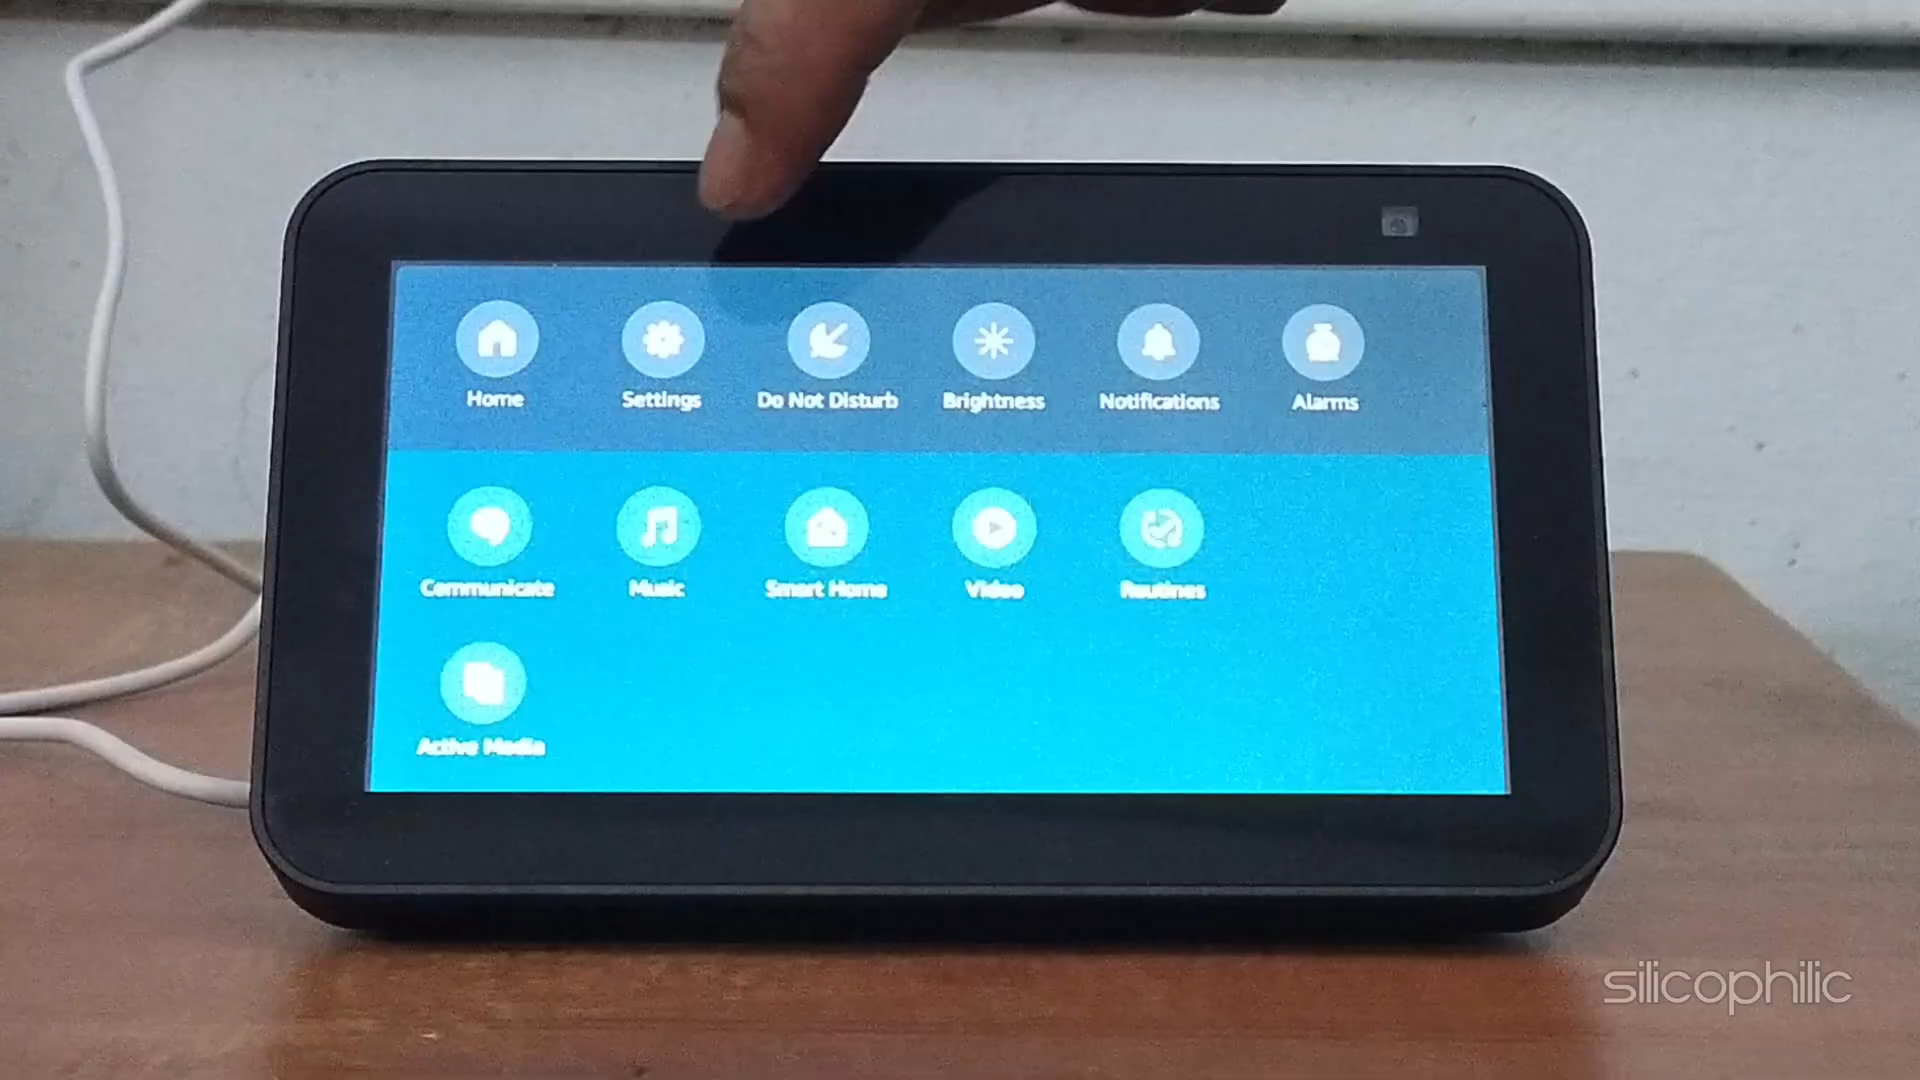 Home Settings Do Not Disturb Brightness Notifications Alarms
Communicate Music Smart Home Video Routines
Active Media
silicophilic